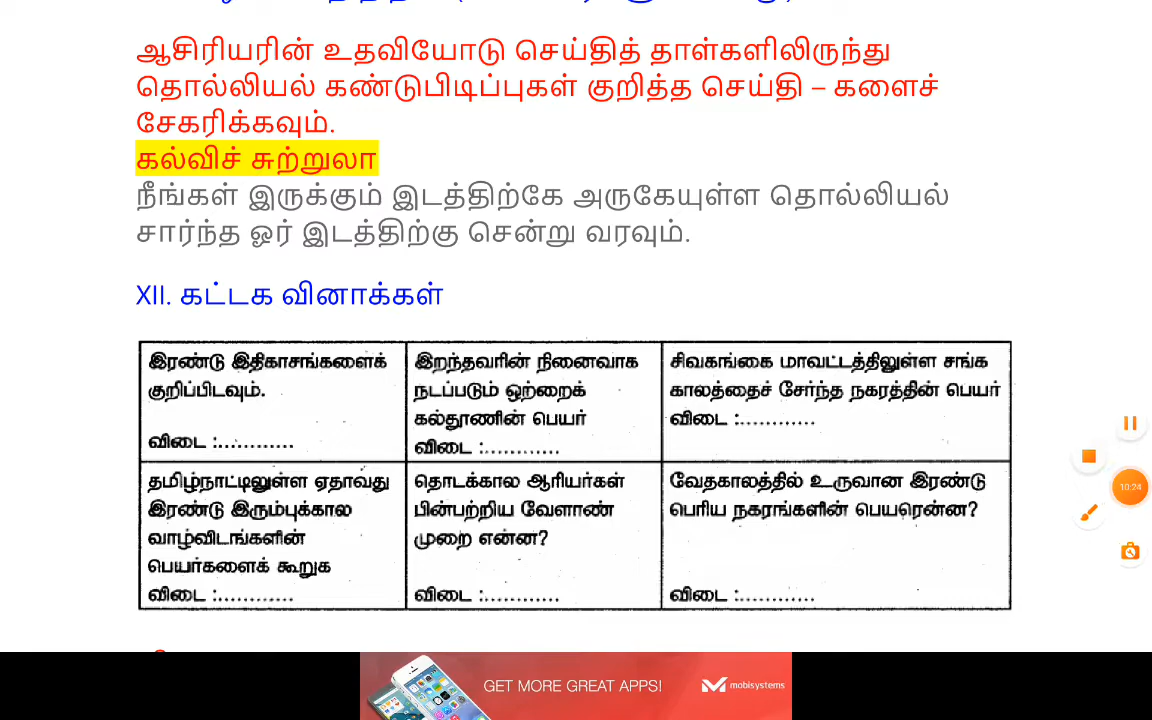 ஆசிரியரின் உதவியோடு செய்தித் தாள்களிலிருந்து
தொல்லியல் கண்டுபிடிப்புகள் குறித்த செய்தி – களைச்
சேகரிக்கவும்.
கல்விச் சுற்றுலா
நீங்கள் இருக்கும் இடத்திற்கே அருகேயுள்ள தொல்லியல்
சார்ந்த ஓர் இடத்திற்கு சென்று வரவும்.
XII. கட்டக வினாக்கள்
இரண்டு இதிகாசங்களைக்
குறிப்பிடவும்.
விடை :............
இறந்தவரின் நினைவாக
நடப்படும் ஒற்றைக்
கல்தூணின் பெயர்
விடை :............
சிவகங்கை மாவட்டத்திலுள்ள சங்க
காலத்தைச் சேர்ந்த நகரத்தின் பெயர்
விடை :............
தமிழ்நாட்டிலுள்ள ஏதாவது
இரண்டு இரும்புக்கால
வாழ்விடங்களின்
பெயர்களைக் கூறுக
விடை :............
தொடக்கால ஆரியர்கள்
பின்பற்றிய வேளாண்
முறை என்ன?
விடை :............
வேதகாலத்தில் உருவான இரண்டு
பெரிய நகரங்களின் பெயரென்ன?
விடை :............
10:24
GET MORE GREAT APPS!
mobisystems